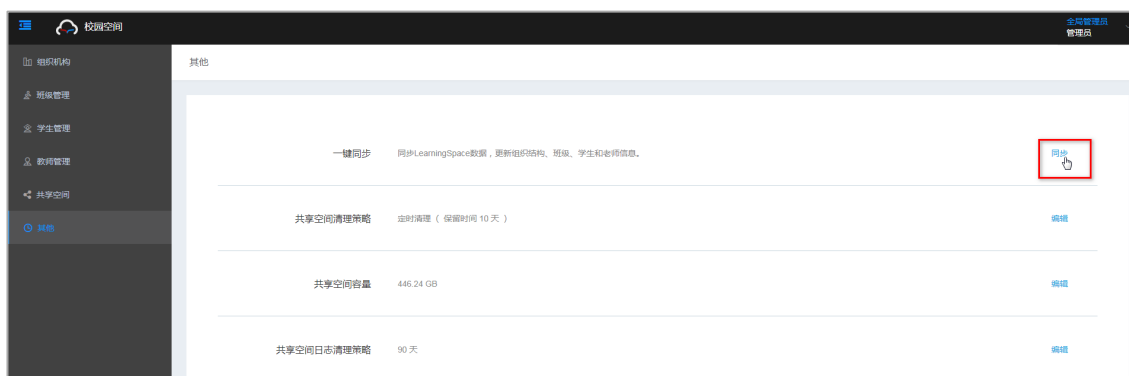 校园空间
全局管理员
管理员
组织机构
班级管理
学生管理
教师管理
共享空间
其他
其他
一键同步 同步LearningSpace数据，更新组织结构、班级、学生和老师信息。 同步
共享空间清理策略 定时清理 （ 保留时间 10 天 ） 编辑
共享空间容量 446.24 GB 编辑
共享空间日志清理策略 90 天 编辑